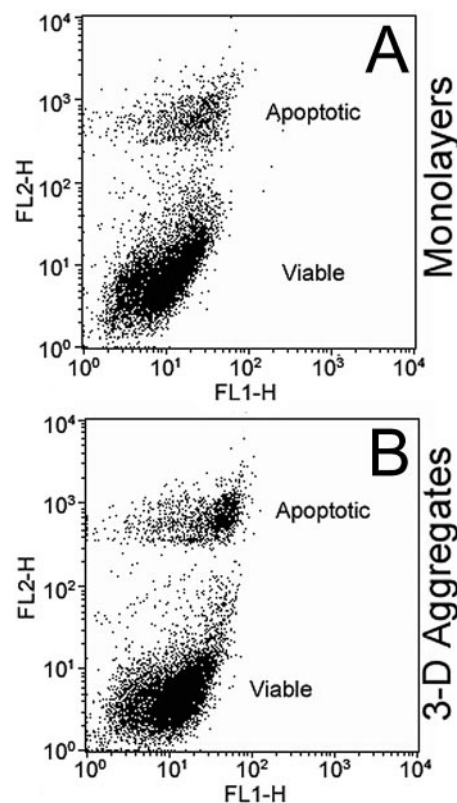 A
10⁴
10³
10²
10¹
10⁰
FL2-H
Apoptotic
Viable
10⁰ 10¹ 10² 10³ 10⁴
FL1-H
Monolayers
B
10⁴
10³
10²
10¹
10⁰
FL2-H
Apoptotic
Viable
10⁰ 10¹ 10² 10³ 10⁴
FL1-H
3-D Aggregates